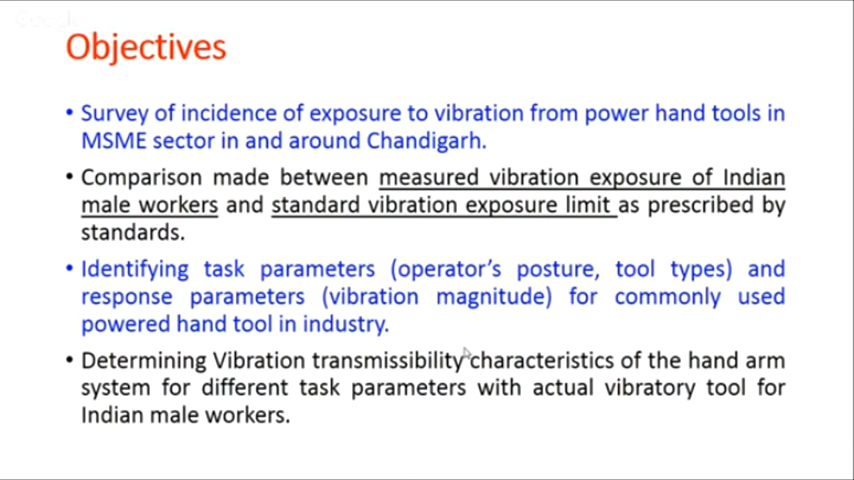 Objectives
• Survey of incidence of exposure to vibration from power hand tools in
MSME sector in and around Chandigarh.
• Comparison made between measured vibration exposure of Indian
male workers and standard vibration exposure limit as prescribed by
standards.
• Identifying task parameters (operator's posture, tool types) and
response parameters (vibration magnitude) for commonly used
powered hand tool in industry.
• Determining Vibration transmissibility characteristics of the hand arm
system for different task parameters with actual vibratory tool for
Indian male workers.